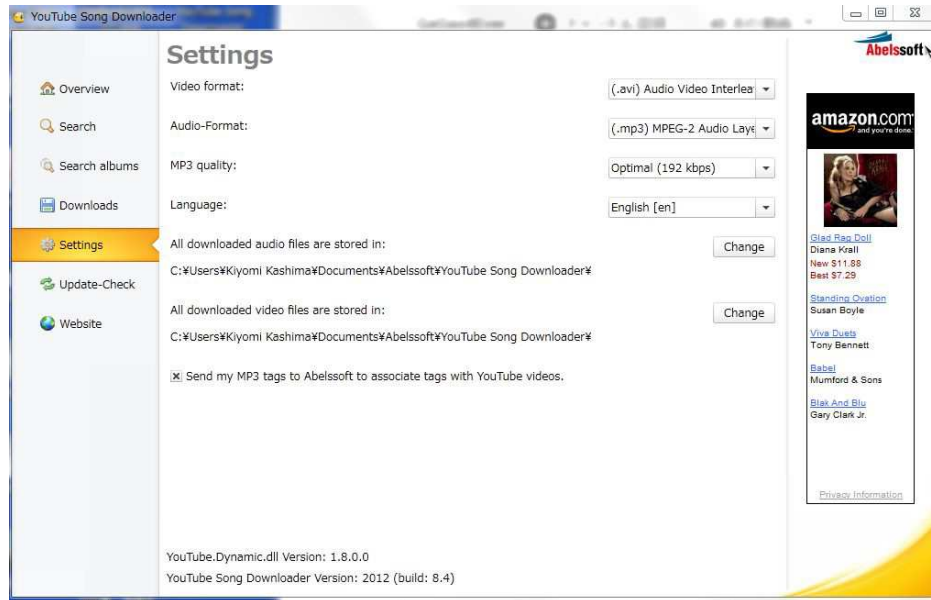 YouTube Song Downloader
Abelssoft
Settings
Overview
Search
Search albums
Downloads
Settings
Update-Check
Website
Video format:
(.avi) Audio Video Interlea
Audio-Format:
(.mp3) MPEG-2 Audio Laye
MP3 quality:
Optimal (192 kbps)
Language:
English [en]
All downloaded audio files are stored in:
Change
C:¥Users¥Kiyomi Kashima¥Documents¥Abelssoft¥YouTube Song Downloader¥
All downloaded video files are stored in:
Change
C:¥Users¥Kiyomi Kashima¥Documents¥Abelssoft¥YouTube Song Downloader¥
Send my MP3 tags to Abelssoft to associate tags with YouTube videos.
YouTube.Dynamic.dll Version: 1.8.0.0
YouTube Song Downloader Version: 2012 (build: 8.4)
amazon.com
and you're done.
Glad Rag Doll
Diana Krall
New $11.88
Best $7.29
Standing Ovation
Susan Boyle
Viva Duets
Tony Bennett
Babel
Mumford & Sons
Blak And Blu
Gary Clark Jr.
Privacy Information